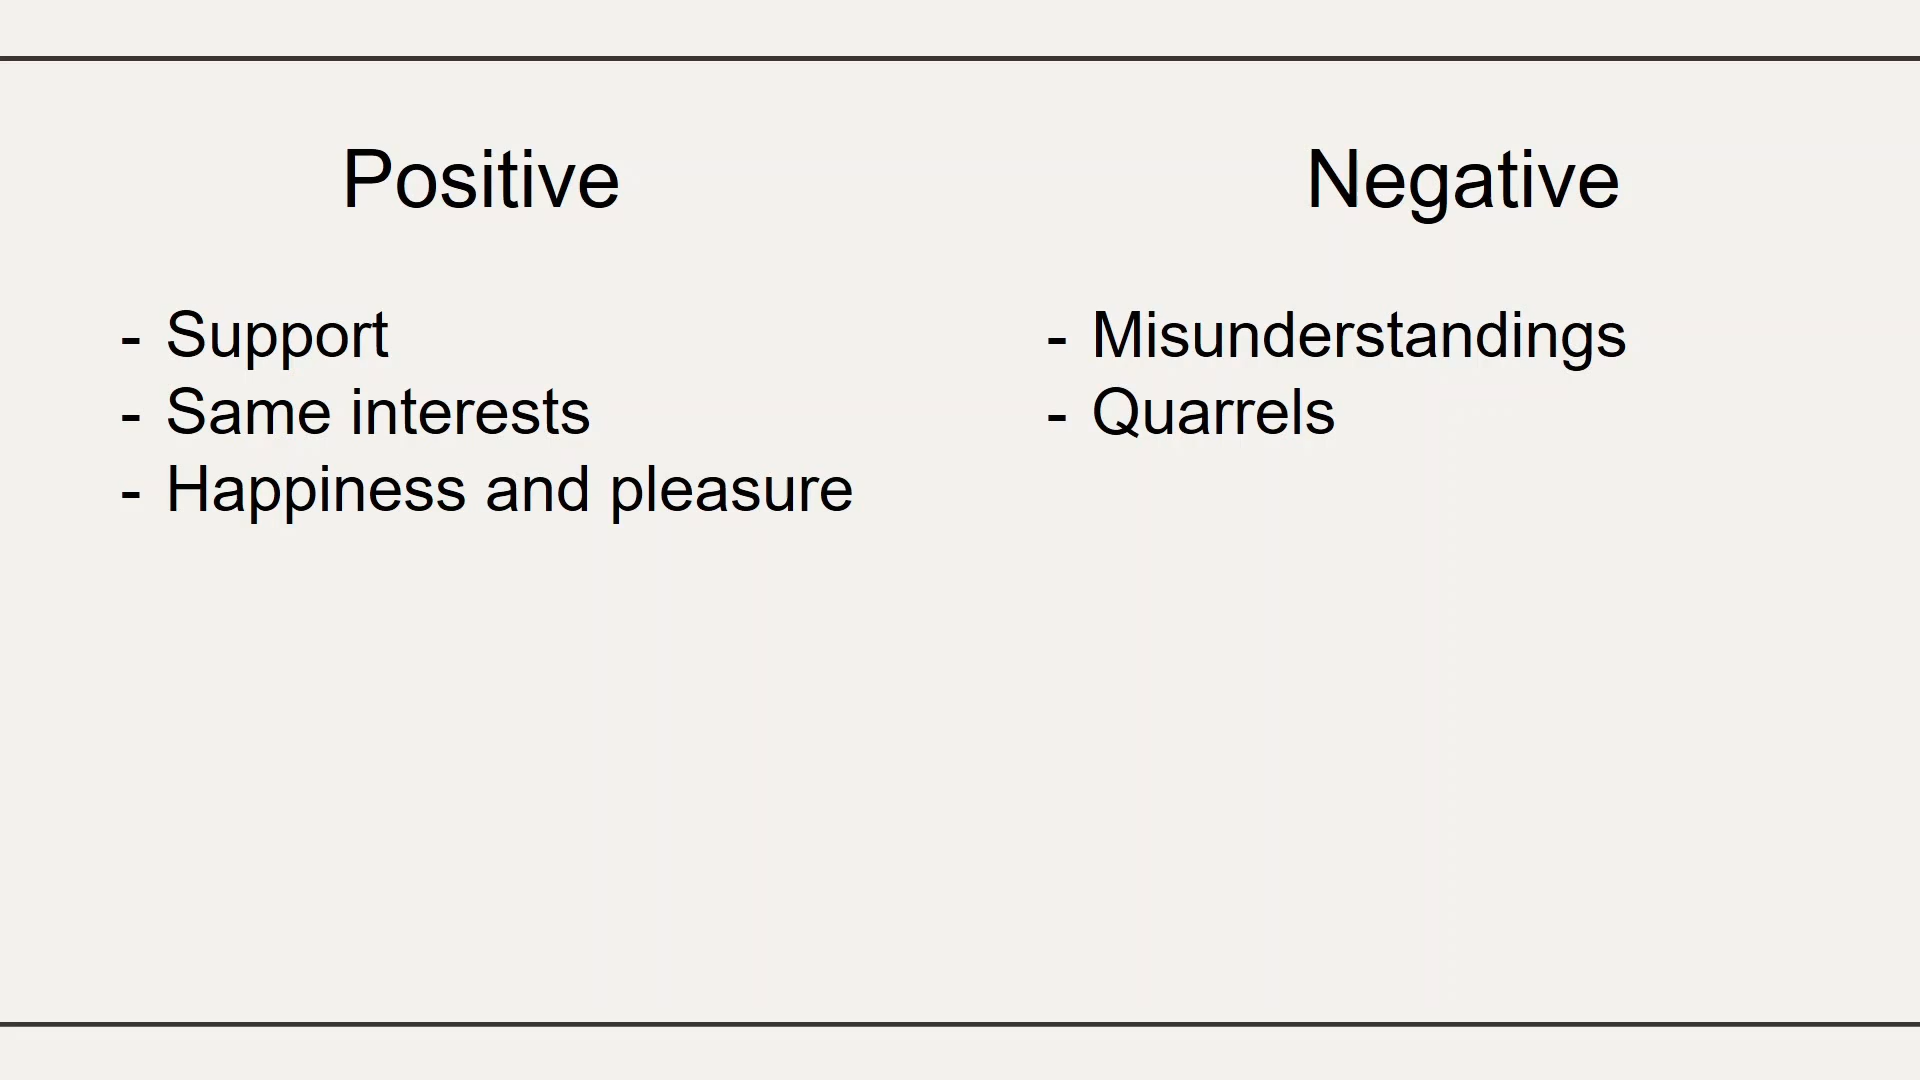 Positive
- Support
- Same interests
- Happiness and pleasure
Negative
- Misunderstandings
- Quarrels